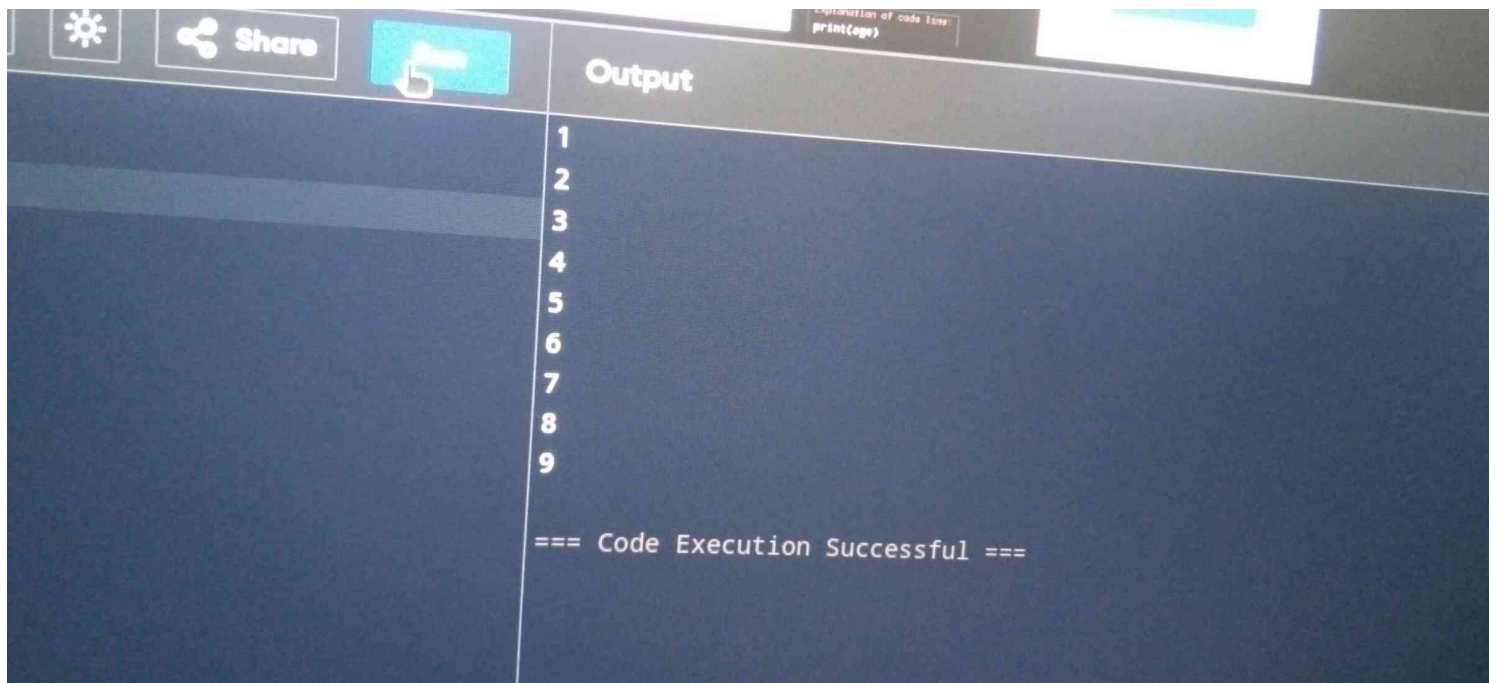 Explanation of code line:
print(age)
Share
Run
Output
1
2
3
4
5
6
7
8
9
=== Code Execution Successful ===